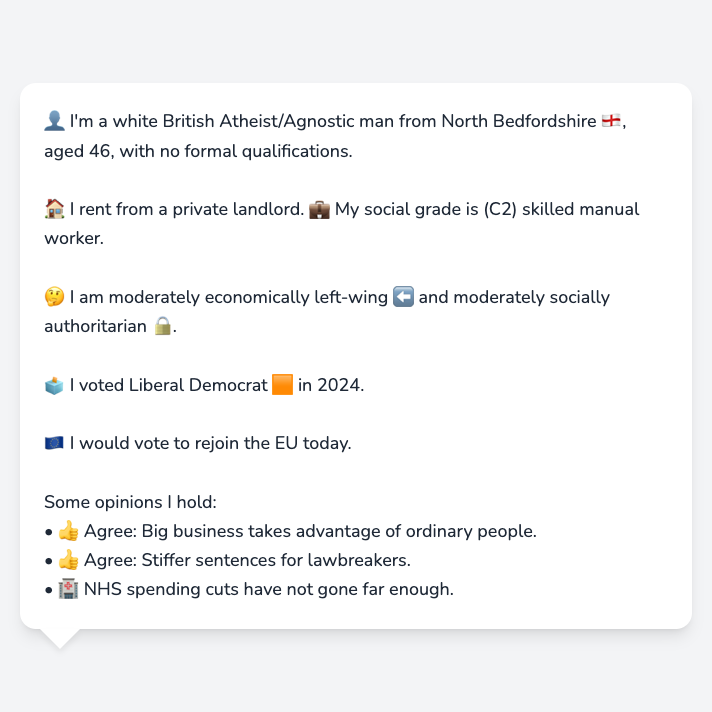 👤 I'm a white British Atheist/Agnostic man from North Bedfordshire 🏴󠁧󠁢󠁥󠁮󠁧󠁿,
aged 46, with no formal qualifications.
🏠 I rent from a private landlord. 💼 My social grade is (C2) skilled manual
worker.
🤔 I am moderately economically left-wing ⬅️ and moderately socially
authoritarian 🔒.
🗳️ I voted Liberal Democrat 🟧 in 2024.
🇪🇺 I would vote to rejoin the EU today.
Some opinions I hold:
• 👍 Agree: Big business takes advantage of ordinary people.
• 👍 Agree: Stiffer sentences for lawbreakers.
• 🏥 NHS spending cuts have not gone far enough.